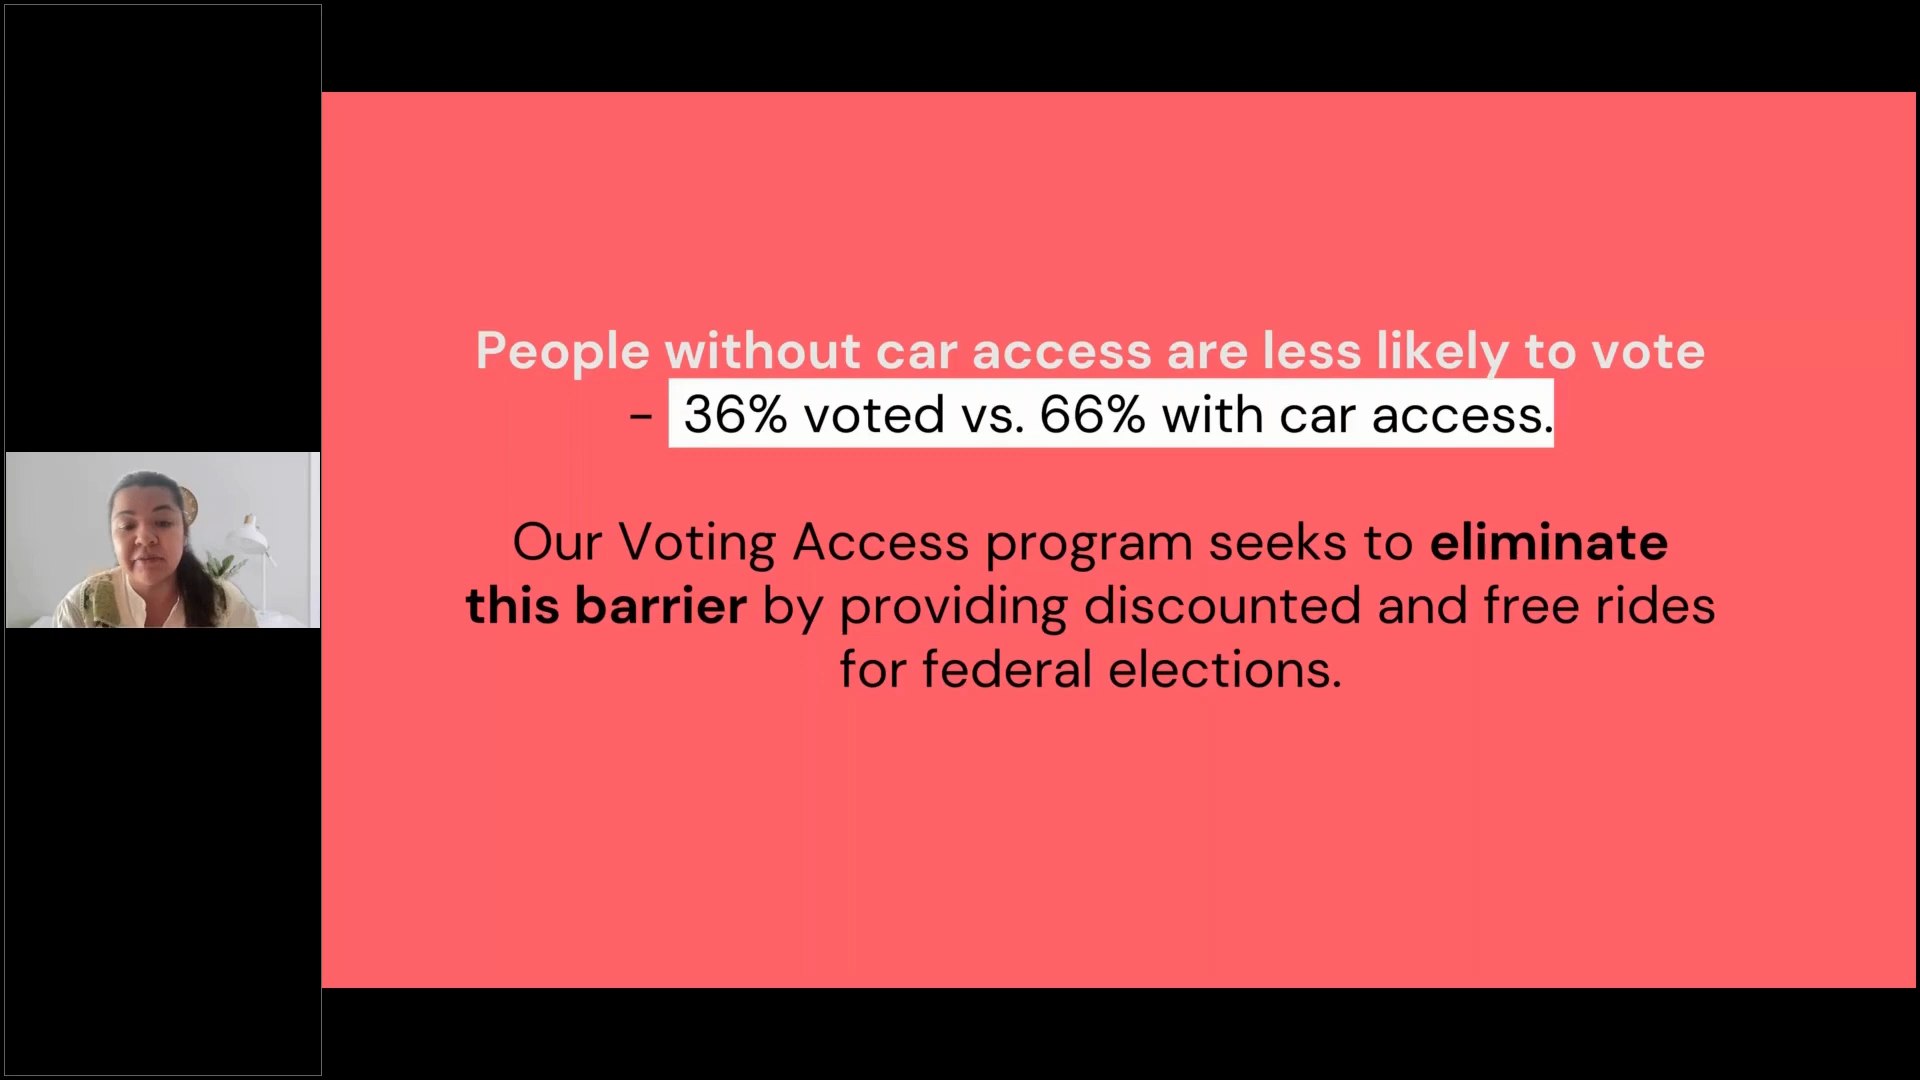 People without car access are less likely to vote
- 36% voted vs. 66% with car access.
Our Voting Access program seeks to eliminate
this barrier by providing discounted and free rides
for federal elections.